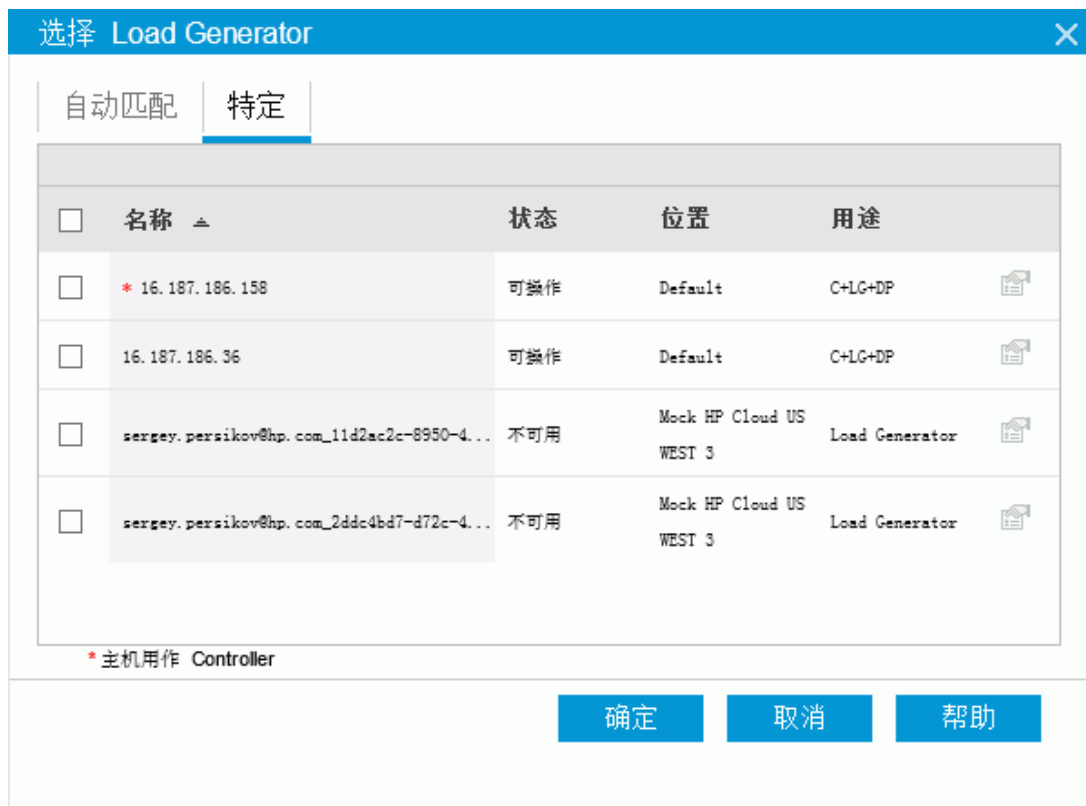 选择 Load Generator
自动匹配 特定
名称 状态 位置 用途
* 16.187.186.158 可操作 Default C+LG+DP
16.187.186.36 可操作 Default C+LG+DP
sergey.persikov@hp.com_11d2ac2c-8950-4... 不可用 Mock HP Cloud US WEST 3 Load Generator
sergey.persikov@hp.com_2ddc4bd7-d72c-4... 不可用 Mock HP Cloud US WEST 3 Load Generator
* 主机用作 Controller
确定 取消 帮助